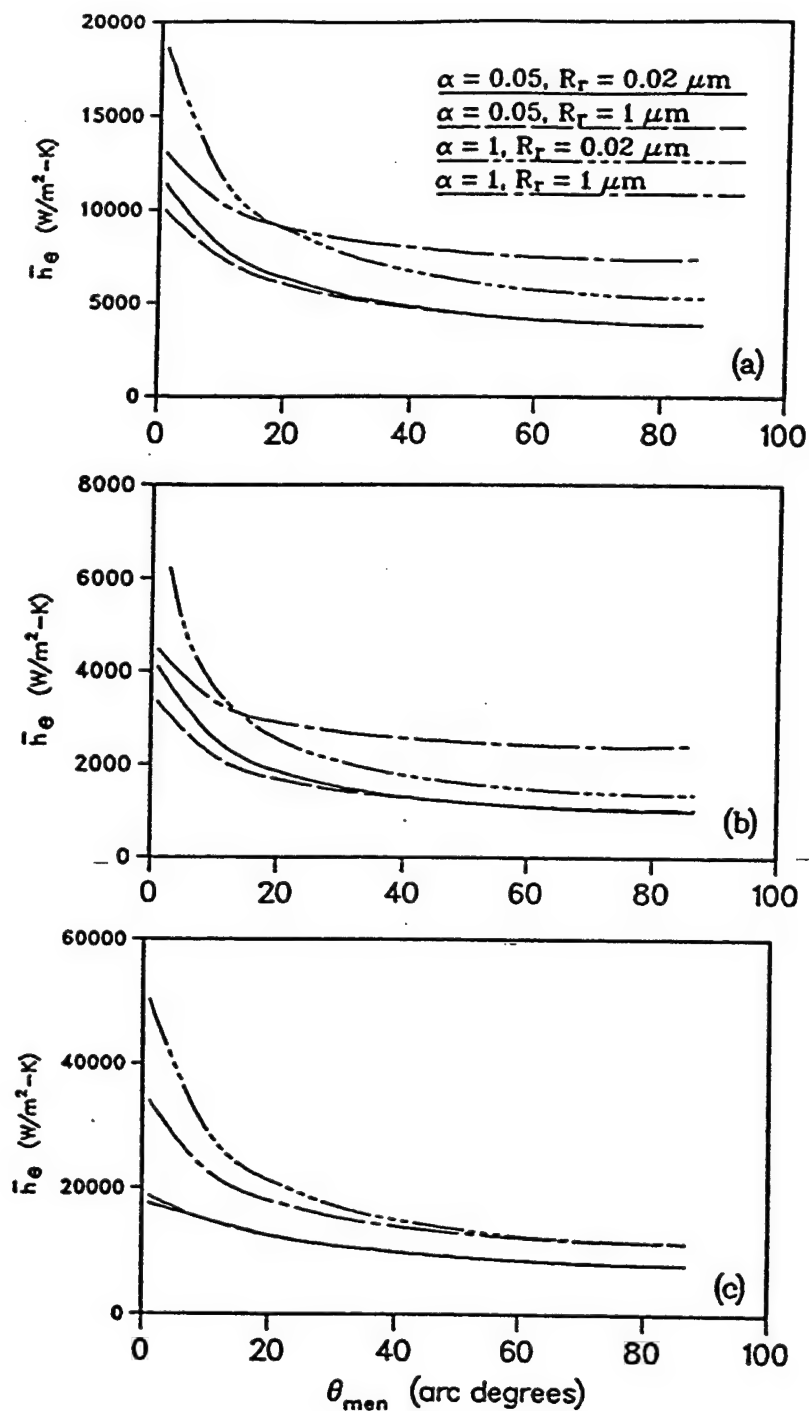 20000
15000
10000
5000
0
h̄θ (W/m²-K)
α = 0.05, Rr = 0.02 μm
α = 0.05, Rr = 1 μm
α = 1, Rr = 0.02 μm
α = 1, Rr = 1 μm
(a)
0 20 40 60 80 100
8000
6000
4000
2000
0
h̄θ (W/m²-K)
(b)
0 20 40 60 80 100
60000
40000
20000
0
h̄θ (W/m²-K)
(c)
0 20 40 60 80 100
θmen (arc degrees)